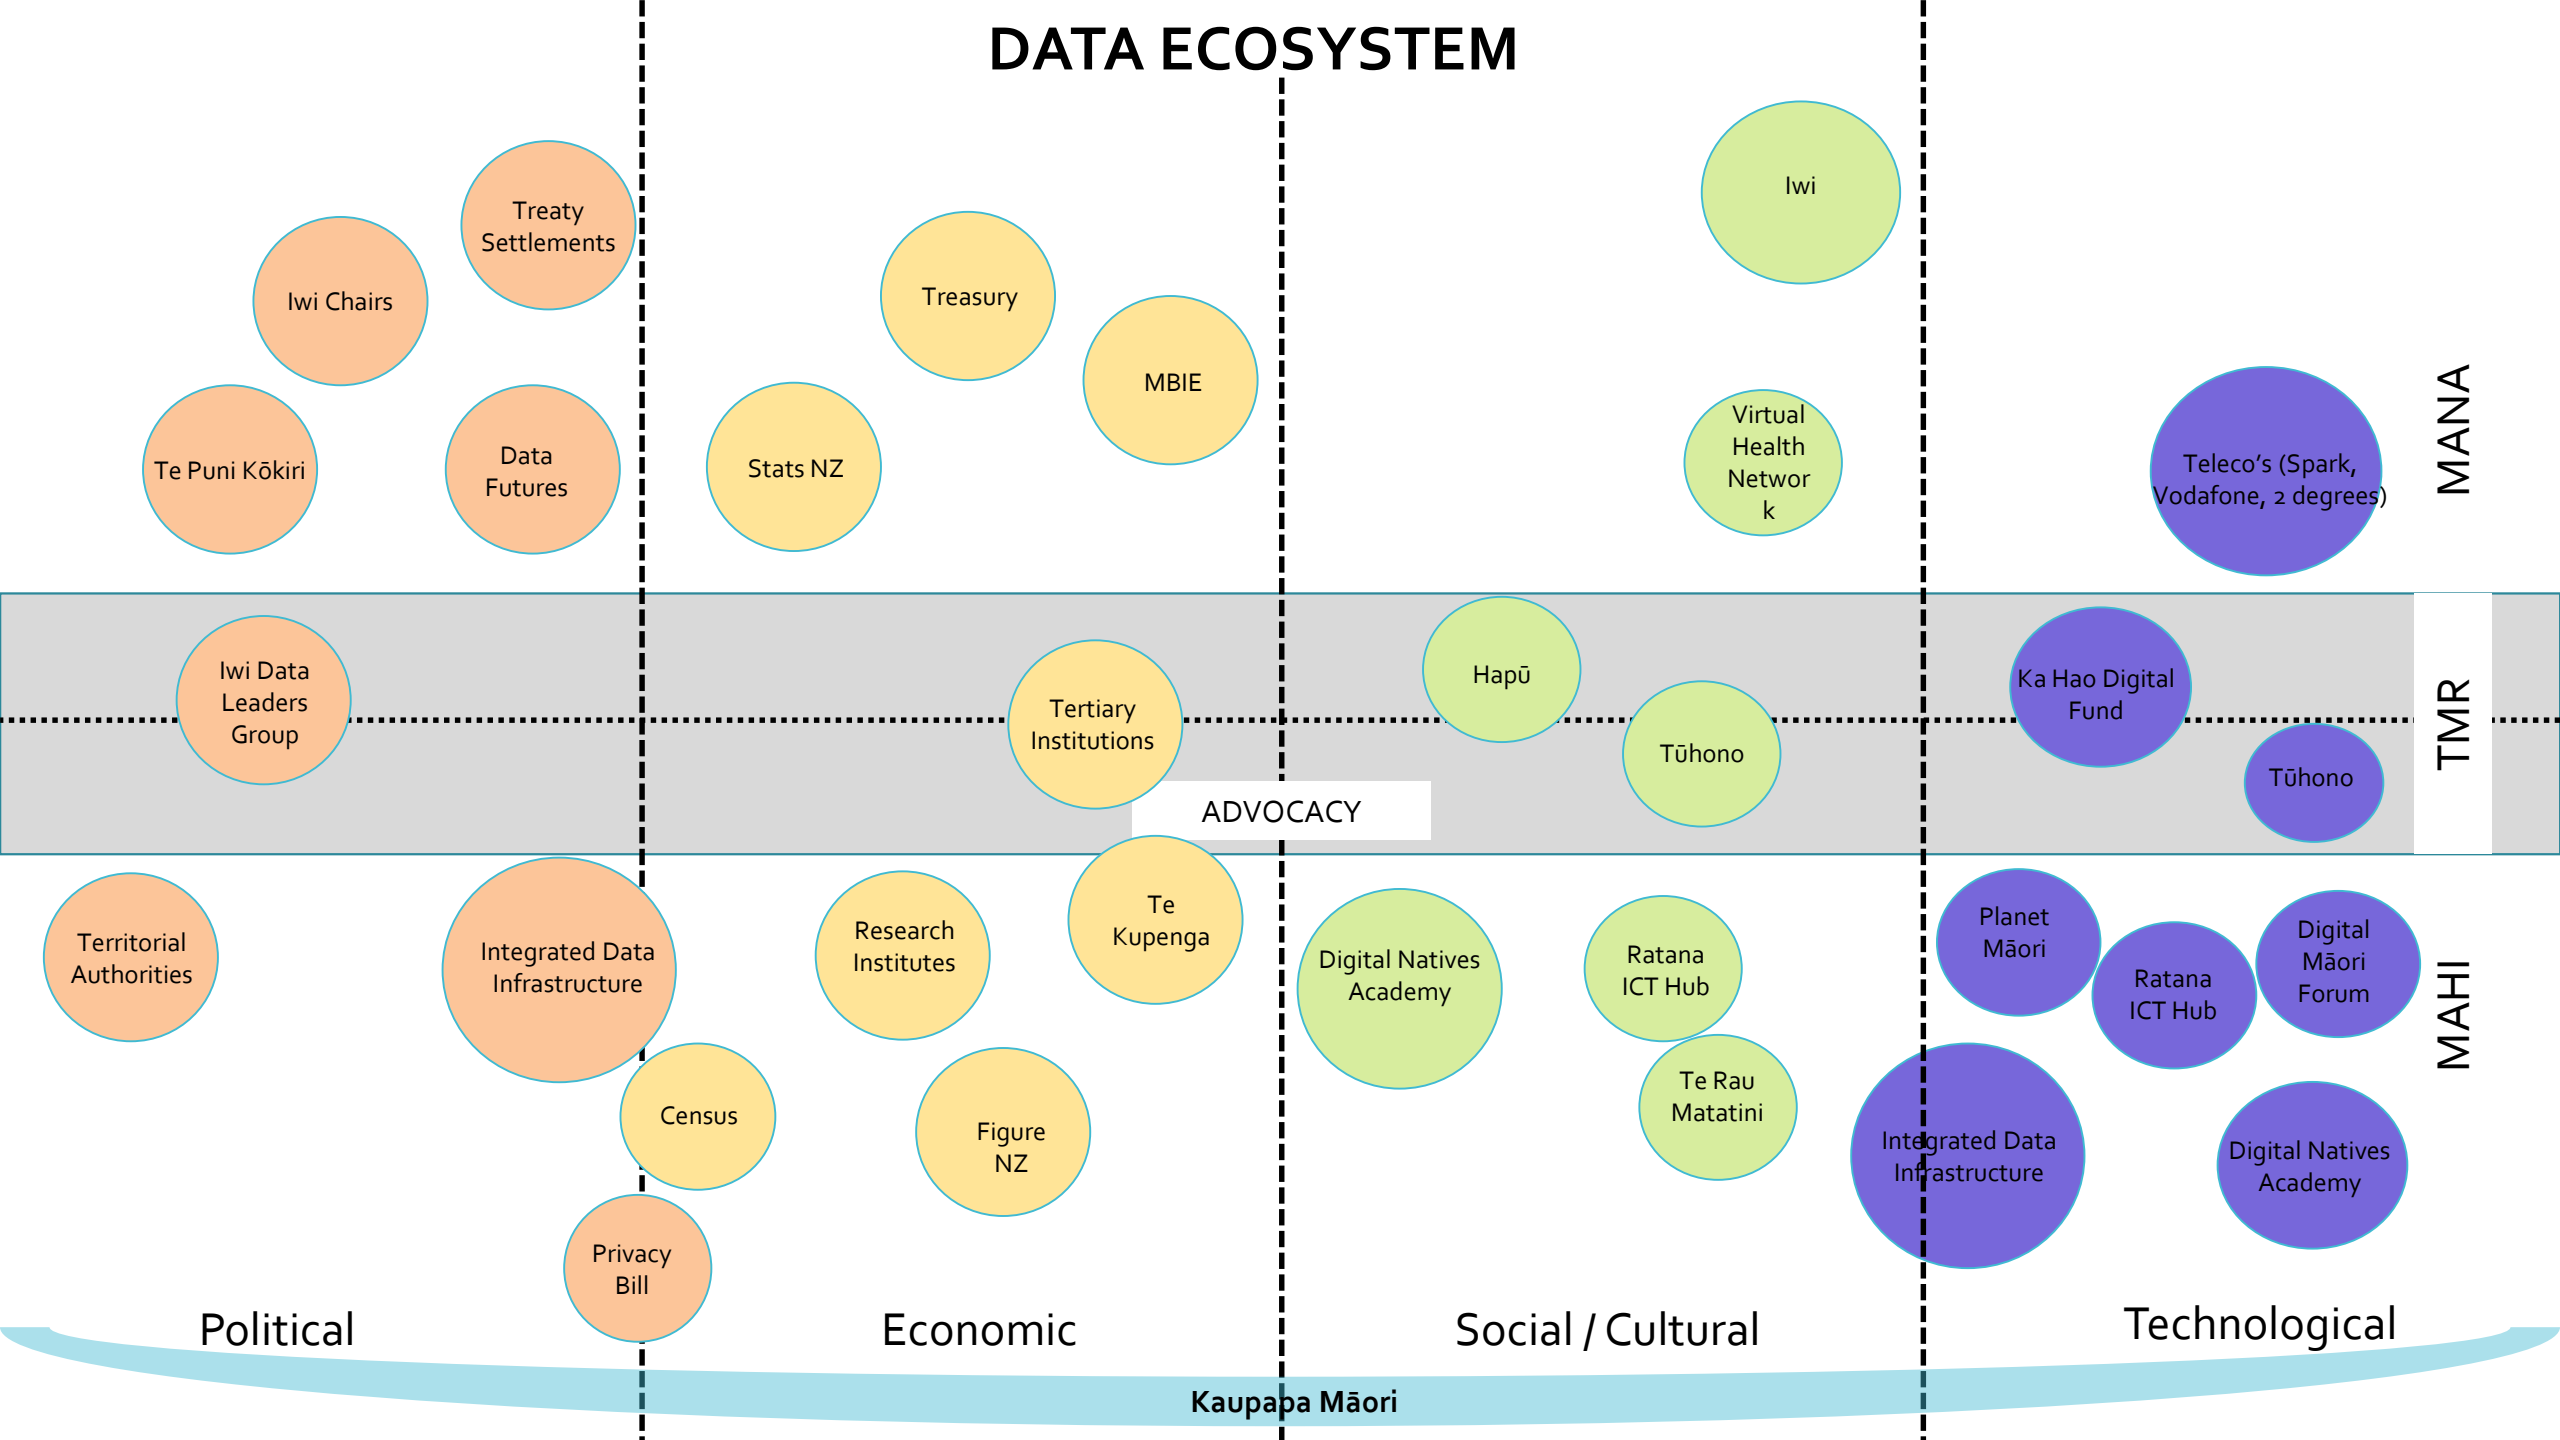 DATA ECOSYSTEM
Treaty
Settlements
Iwi Chairs
Te Puni Kōkiri
Data
Futures
Treasury
MBIE
Stats NZ
Iwi
Virtual
Health
Networ
k
Teleco’s (Spark,
Vodafone, 2 degrees)
MANA
Iwi Data
Leaders
Group
Tertiary
Institutions
Hapū
Tūhono
Ka Hao Digital
Fund
Tūhono
TMR
ADVOCACY
Territorial
Authorities
Integrated Data
Infrastructure
Privacy
Bill
Research
Institutes
Te
Kupenga
Census
Figure
NZ
Digital Natives
Academy
Ratana
ICT Hub
Te Rau
Matatini
Planet
Māori
Ratana
ICT Hub
Digital
Māori
Forum
Integrated Data
Infrastructure
Digital Natives
Academy
MAHI
Political
Economic
Social / Cultural
Technological
Kaupapa Māori